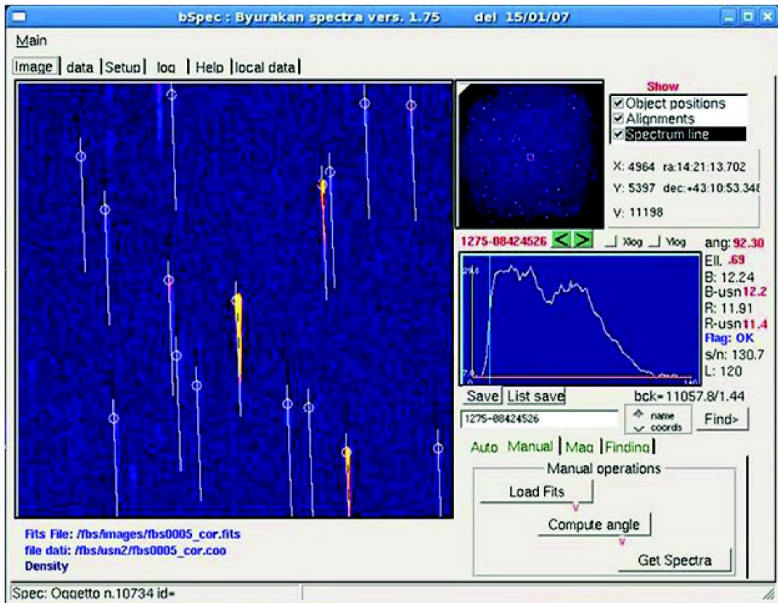 bSpec : Byurakan spectra vers. 1.75 del 15/01/07
Main
Image data Setup log Help local data
Show
Object positions
Alignments
Spectrum line
X: 4964 ra:14:21:13.702
Y: 5397 dec:+43:10:53.348
V: 11198
1275-08424526 < > Xlog Ylog
ang:92.30
Ell. .69
B: 12.24
B-usn12.2
R: 11.91
R-usn11.4
Flag: OK
s/n: 130.7
L: 120
Save List save bck=11057.8/1.44
1275-08424526 name
coords
Find>
Auto Manual Mag Finding
Manual operations
Load Fits
Compute angle
Get Spectra
Fits File: /fbs/images/fbs0005_cor.fits
file dati: /fbs/usn2/fbs0005_cor.coo
Density
Spec: Oggetto n.10734 id=